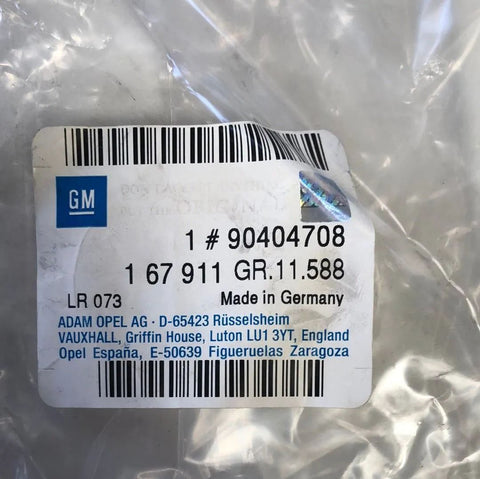 GM
1 # 90404708
1 67 911 GR.11.588
LR 073 Made in Germany
ADAM OPEL AG · D-65423 Rüsselsheim
VAUXHALL, Griffin House, Luton LU1 3YT, England
Opel España, E-50639 Figueruelas Zaragoza